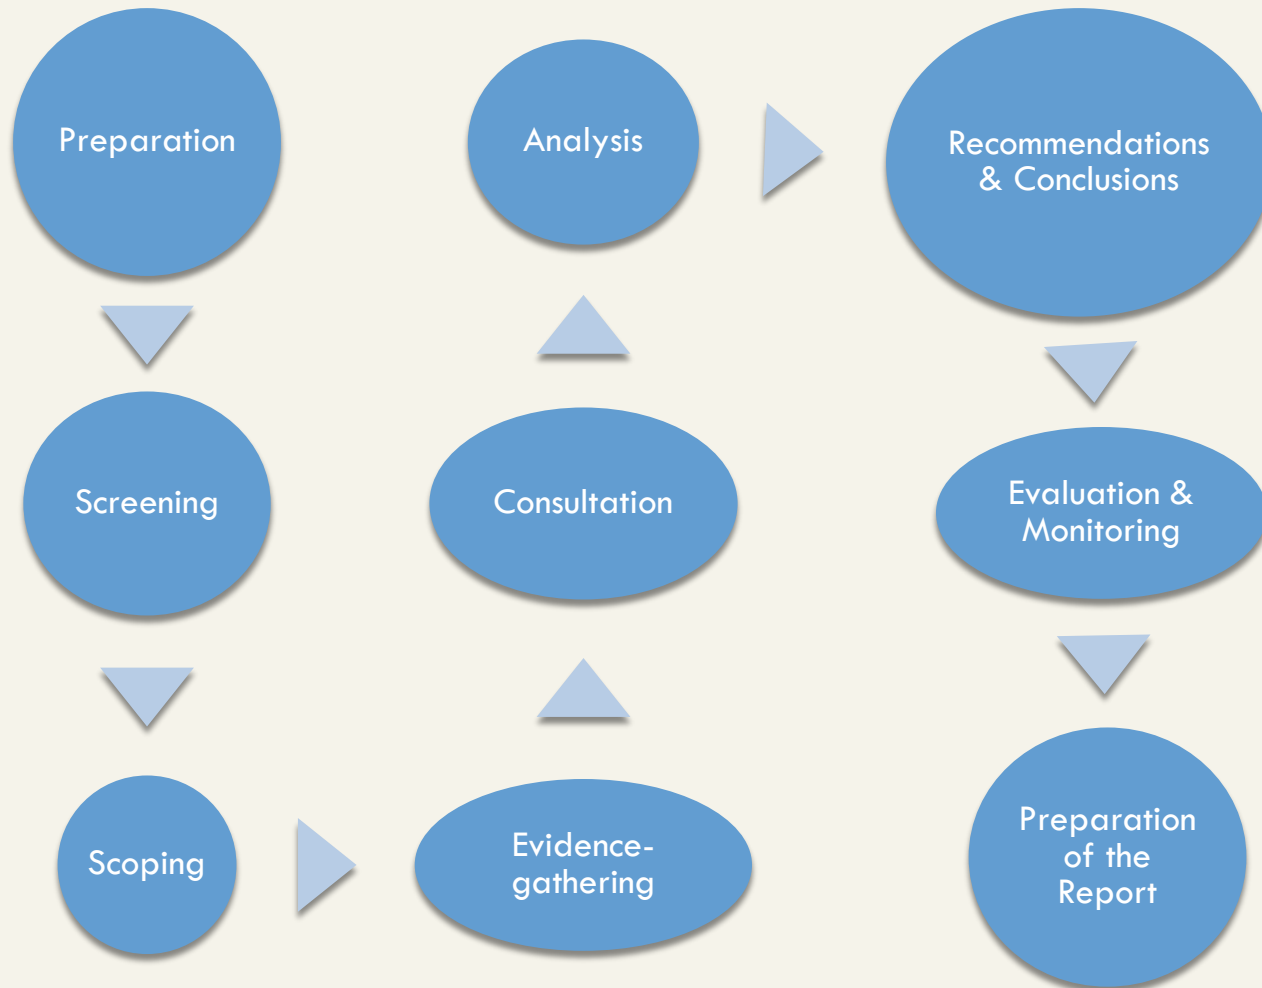 Preparation
Screening
Scoping
Evidence-
gathering
Consultation
Analysis
Recommendations
& Conclusions
Evaluation &
Monitoring
Preparation
of the
Report